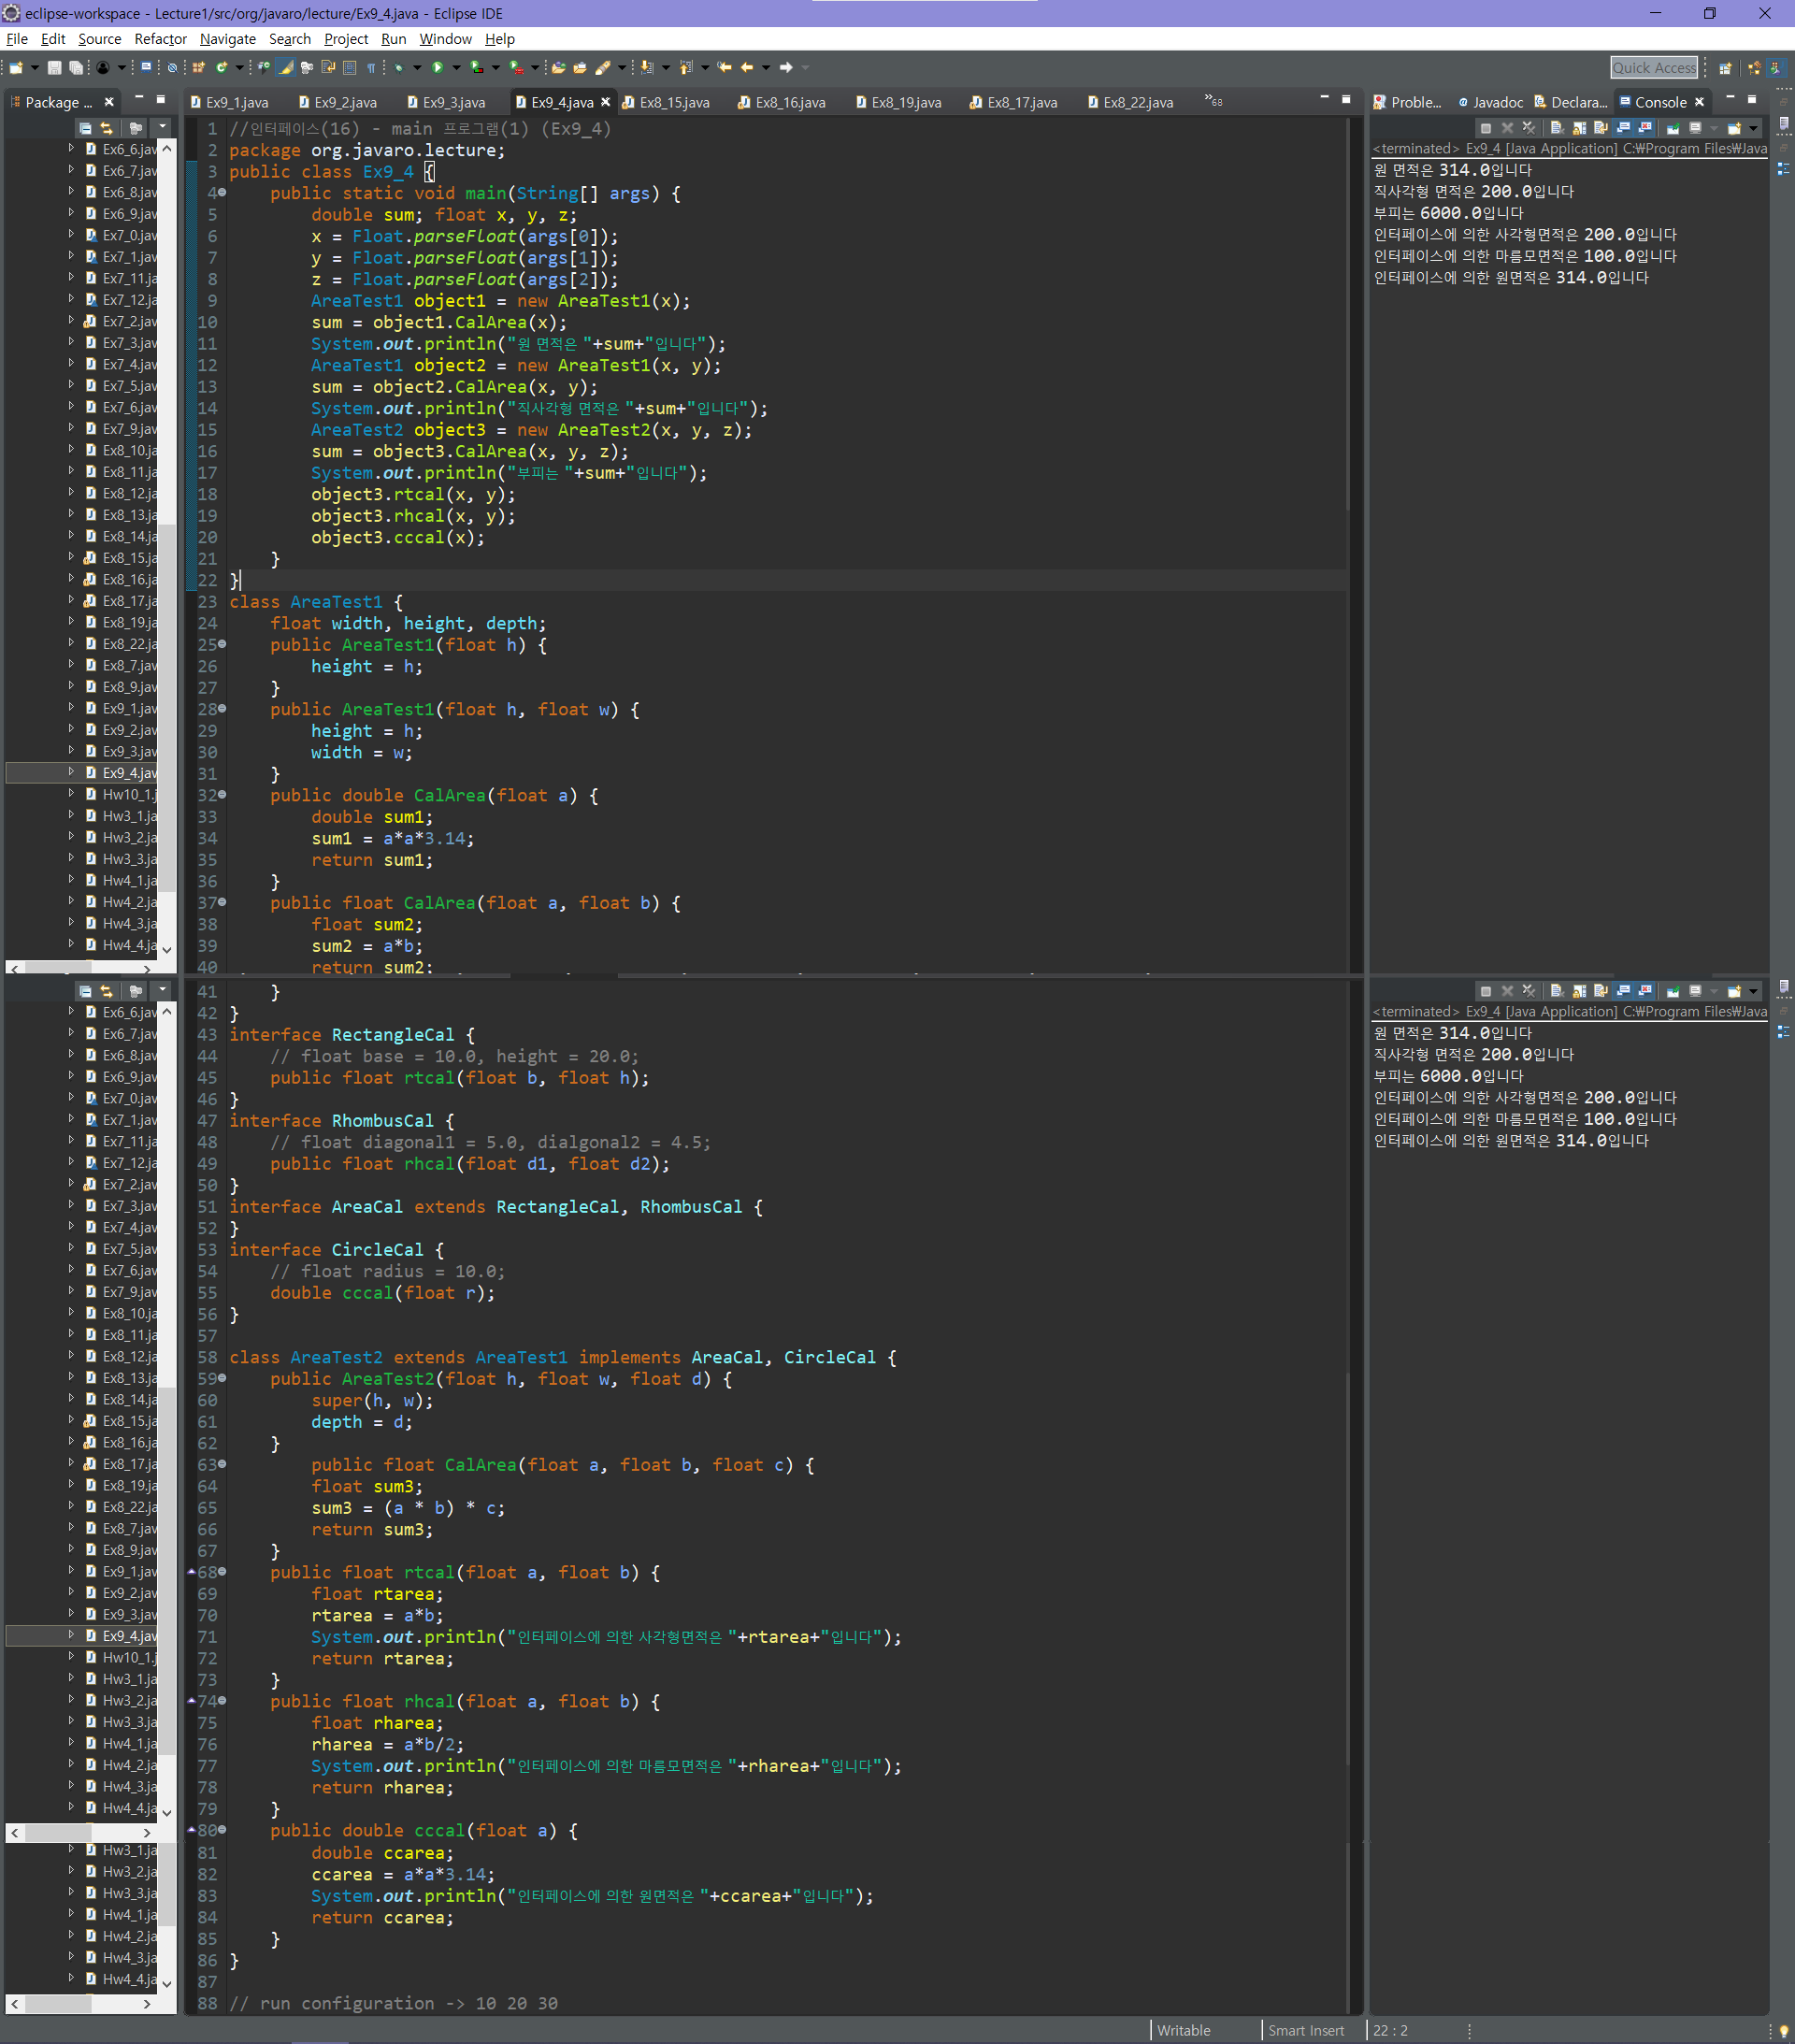 eclipse-workspace - Lecture1/src/org/javaro/lecture/Ex9_4.java - Eclipse IDE
File Edit Source Refactor Navigate Search Project Run Window Help
Quick Access
Package ...
Ex9_1.java Ex9_2.java Ex9_3.java Ex9_4.java Ex8_15.java Ex8_16.java Ex8_19.java Ex8_17.java Ex8_22.java »68
Proble... Javadoc Declara... Console
Ex6_6.jav
Ex6_7.jav
Ex6_8.jav
Ex6_9.jav
Ex7_0.jav
Ex7_1.jav
Ex7_11.ja
Ex7_12.ja
Ex7_2.jav
Ex7_3.jav
Ex7_4.jav
Ex7_5.jav
Ex7_6.jav
Ex7_9.jav
Ex8_10.ja
Ex8_11.ja
Ex8_12.ja
Ex8_13.ja
Ex8_14.ja
Ex8_15.ja
Ex8_16.ja
Ex8_17.ja
Ex8_19.ja
Ex8_22.ja
Ex8_7.jav
Ex8_9.jav
Ex9_1.jav
Ex9_2.jav
Ex9_3.jav
Ex9_4.jav
Hw10_1.j
Hw3_1.ja
Hw3_2.ja
Hw3_3.ja
Hw4_1.ja
Hw4_2.ja
Hw4_3.ja
Hw4_4.ja
1 //인터페이스(16) - main 프로그램(1) (Ex9_4)
2 package org.javaro.lecture;
3 public class Ex9_4 {
4 public static void main(String[] args) {
5 double sum; float x, y, z;
6 x = Float.parseFloat(args[0]);
7 y = Float.parseFloat(args[1]);
8 z = Float.parseFloat(args[2]);
9 AreaTest1 object1 = new AreaTest1(x);
10 sum = object1.CalArea(x);
11 System.out.println("원 면적은 "+sum+"입니다");
12 AreaTest1 object2 = new AreaTest1(x, y);
13 sum = object2.CalArea(x, y);
14 System.out.println("직사각형 면적은 "+sum+"입니다");
15 AreaTest2 object3 = new AreaTest2(x, y, z);
16 sum = object3.CalArea(x, y, z);
17 System.out.println("부피는 "+sum+"입니다");
18 object3.rtcal(x, y);
19 object3.rhcal(x, y);
20 object3.cccal(x);
21 }
22 }
23 class AreaTest1 {
24 float width, height, depth;
25 public AreaTest1(float h) {
26 height = h;
27 }
28 public AreaTest1(float h, float w) {
29 height = h;
30 width = w;
31 }
32 public double CalArea(float a) {
33 double sum1;
34 sum1 = a*a*3.14;
35 return sum1;
36 }
37 public float CalArea(float a, float b) {
38 float sum2;
39 sum2 = a*b;
40 return sum2;
<terminated> Ex9_4 [Java Application] C:₩Program Files₩Java
원 면적은 314.0입니다
직사각형 면적은 200.0입니다
부피는 6000.0입니다
인터페이스에 의한 사각형면적은 200.0입니다
인터페이스에 의한 마름모면적은 100.0입니다
인터페이스에 의한 원면적은 314.0입니다
Ex6_6.jav
Ex6_7.jav
Ex6_8.jav
Ex6_9.jav
Ex7_0.jav
Ex7_1.jav
Ex7_11.ja
Ex7_12.ja
Ex7_2.jav
Ex7_3.jav
Ex7_4.jav
Ex7_5.jav
Ex7_6.jav
Ex7_9.jav
Ex8_10.ja
Ex8_11.ja
Ex8_12.ja
Ex8_13.ja
Ex8_14.ja
Ex8_15.ja
Ex8_16.ja
Ex8_17.ja
Ex8_19.ja
Ex8_22.ja
Ex8_7.jav
Ex8_9.jav
Ex9_1.jav
Ex9_2.jav
Ex9_3.jav
Ex9_4.jav
Hw10_1.j
Hw3_1.ja
Hw3_2.ja
Hw3_3.ja
Hw4_1.ja
Hw4_2.ja
Hw4_3.ja
Hw4_4.ja
Hw3_1.ja
Hw3_2.ja
Hw3_3.ja
Hw4_1.ja
Hw4_2.ja
Hw4_3.ja
Hw4_4.ja
41 }
42 }
43 interface RectangleCal {
44 // float base = 10.0, height = 20.0;
45 public float rtcal(float b, float h);
46 }
47 interface RhombusCal {
48 // float diagonal1 = 5.0, dialgonal2 = 4.5;
49 public float rhcal(float d1, float d2);
50 }
51 interface AreaCal extends RectangleCal, RhombusCal {
52 }
53 interface CircleCal {
54 // float radius = 10.0;
55 double cccal(float r);
56 }
57
58 class AreaTest2 extends AreaTest1 implements AreaCal, CircleCal {
59 public AreaTest2(float h, float w, float d) {
60 super(h, w);
61 depth = d;
62 }
63 public float CalArea(float a, float b, float c) {
64 float sum3;
65 sum3 = (a * b) * c;
66 return sum3;
67 }
68 public float rtcal(float a, float b) {
69 float rtarea;
70 rtarea = a*b;
71 System.out.println("인터페이스에 의한 사각형면적은 "+rtarea+"입니다");
72 return rtarea;
73 }
74 public float rhcal(float a, float b) {
75 float rharea;
76 rharea = a*b/2;
77 System.out.println("인터페이스에 의한 마름모면적은 "+rharea+"입니다");
78 return rharea;
79 }
80 public double cccal(float a) {
81 double ccarea;
82 ccarea = a*a*3.14;
83 System.out.println("인터페이스에 의한 원면적은 "+ccarea+"입니다");
84 return ccarea;
85 }
86 }
87
88 // run configuration -> 10 20 30
<terminated> Ex9_4 [Java Application] C:₩Program Files₩Java
원 면적은 314.0입니다
직사각형 면적은 200.0입니다
부피는 6000.0입니다
인터페이스에 의한 사각형면적은 200.0입니다
인터페이스에 의한 마름모면적은 100.0입니다
인터페이스에 의한 원면적은 314.0입니다
Writable Smart Insert 22 : 2